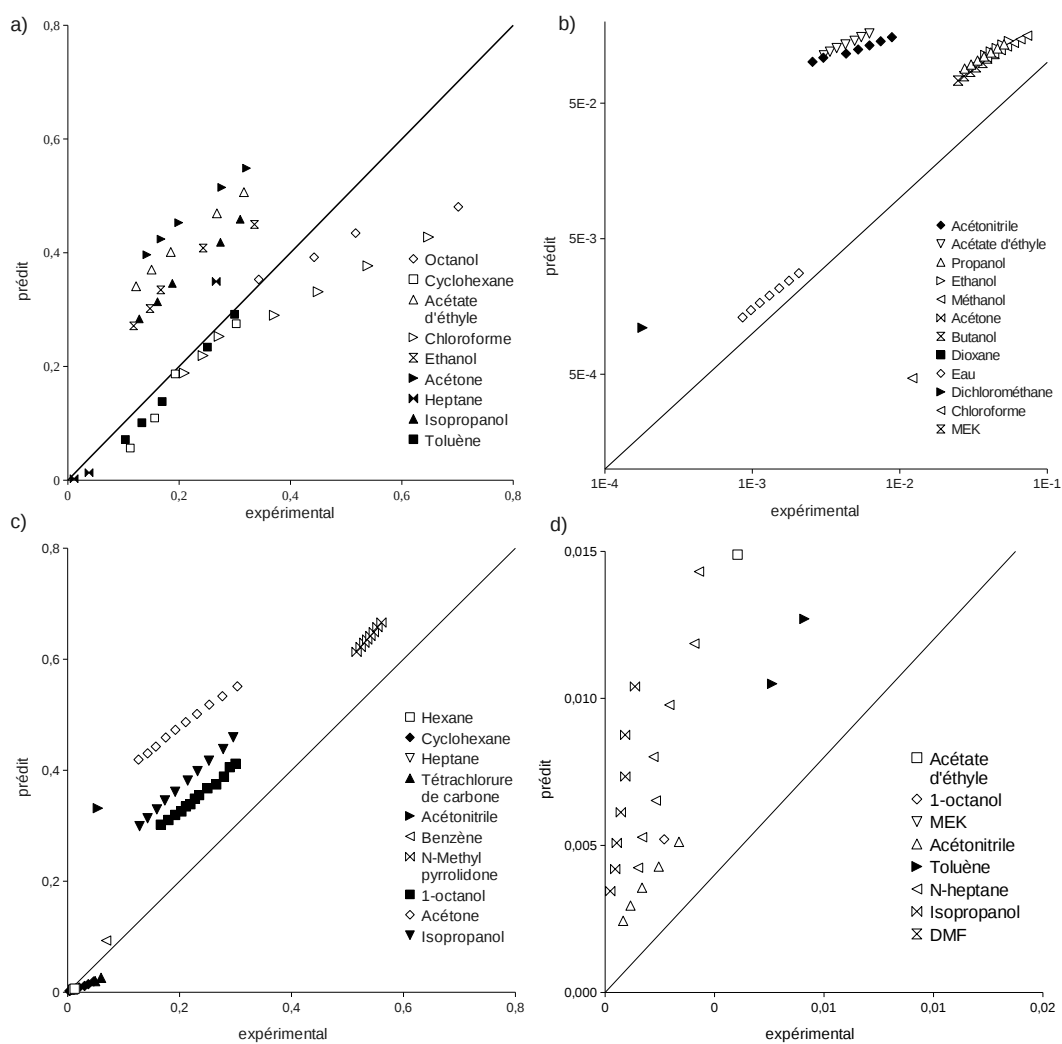 a)
0,8
0,6
0,4
0,2
0
0
0,2
0,4
0,6
0,8
prédit
expérimental
Octanol
Cyclohexane
Acétate
d'éthyle
Chloroforme
Ethanol
Acétone
Heptane
Isopropanol
Toluène
b)
5E-2
5E-3
5E-4
1E-4
1E-3
1E-2
1E-1
prédit
expérimental
Acétonitrile
Acétate d'éthyle
Propanol
Ethanol
Méthanol
Acétone
Butanol
Dioxane
Eau
Dichlorométhane
Chloroforme
MEK
c)
0,8
0,6
0,4
0,2
0
0
0,2
0,4
0,6
0,8
prédit
expérimental
Hexane
Cyclohexane
Heptane
Tétrachlorure
de carbone
Acétonitrile
Benzène
N-Methyl
pyrrolidone
1-octanol
Acétone
Isopropanol
d)
0,015
0,010
0,005
0,000
0
0
0,01
0,01
0,02
prédit
expérimental
Acétate
d'éthyle
1-octanol
MEK
Acétonitrile
Toluène
N-heptane
Isopropanol
DMF